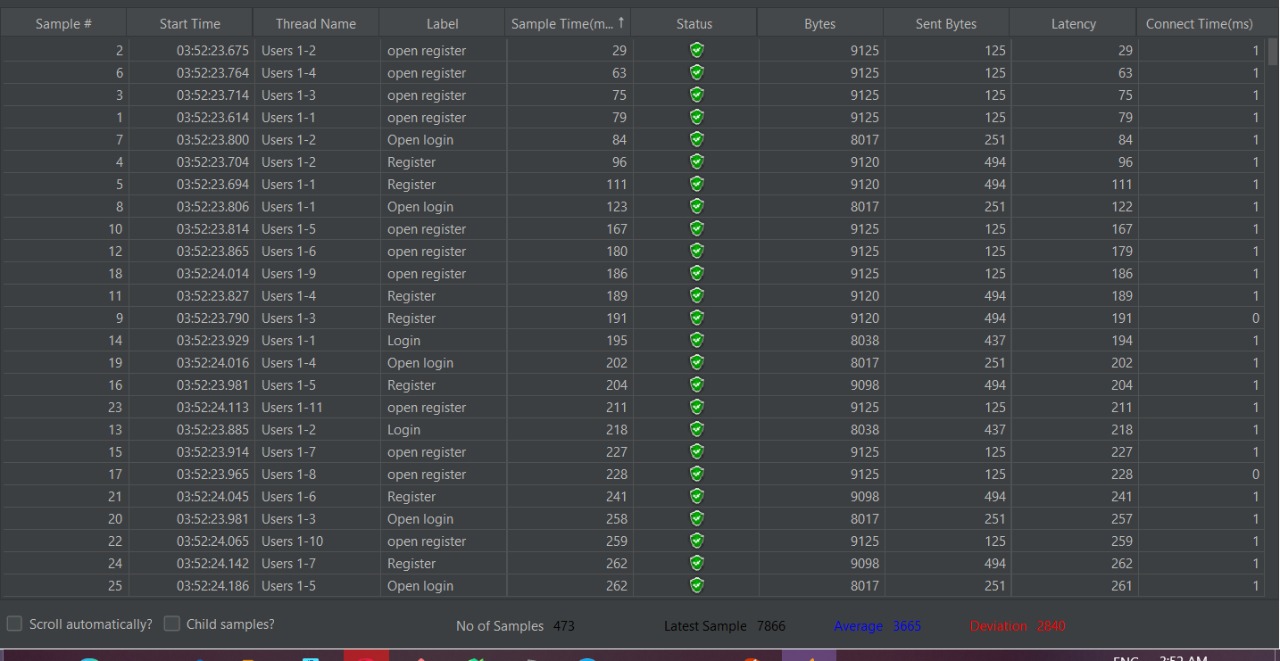 Sample # Start Time Thread Name Label Sample Time(m... ↑ Status Bytes Sent Bytes Latency Connect Time(ms)
2 03:52:23.675 Users 1-2 open register 29 9125 125 29 1
6 03:52:23.764 Users 1-4 open register 63 9125 125 63 1
3 03:52:23.714 Users 1-3 open register 75 9125 125 75 1
1 03:52:23.614 Users 1-1 open register 79 9125 125 79 1
7 03:52:23.800 Users 1-2 Open login 84 8017 251 84 1
4 03:52:23.704 Users 1-2 Register 96 9120 494 96 1
5 03:52:23.694 Users 1-1 Register 111 9120 494 111 1
8 03:52:23.806 Users 1-1 Open login 123 8017 251 122 1
10 03:52:23.814 Users 1-5 open register 167 9125 125 167 1
12 03:52:23.865 Users 1-6 open register 180 9125 125 179 1
18 03:52:24.014 Users 1-9 open register 186 9125 125 186 1
11 03:52:23.827 Users 1-4 Register 189 9120 494 189 1
9 03:52:23.790 Users 1-3 Register 191 9120 494 191 0
14 03:52:23.929 Users 1-1 Login 195 8038 437 194 1
19 03:52:24.016 Users 1-4 Open login 202 8017 251 202 1
16 03:52:23.981 Users 1-5 Register 204 9098 494 204 1
23 03:52:24.113 Users 1-11 open register 211 9125 125 211 1
13 03:52:23.885 Users 1-2 Login 218 8038 437 218 1
15 03:52:23.914 Users 1-7 open register 227 9125 125 227 1
17 03:52:23.965 Users 1-8 open register 228 9125 125 228 0
21 03:52:24.045 Users 1-6 Register 241 9098 494 241 1
20 03:52:23.981 Users 1-3 Open login 258 8017 251 257 1
22 03:52:24.065 Users 1-10 open register 259 9125 125 259 1
24 03:52:24.142 Users 1-7 Register 262 9098 494 262 1
25 03:52:24.186 Users 1-5 Open login 262 8017 251 261 1
Scroll automatically? Child samples? No of Samples 473 Latest Sample 7866 Average 3665 Deviation 2840
ENG 3:52 AM